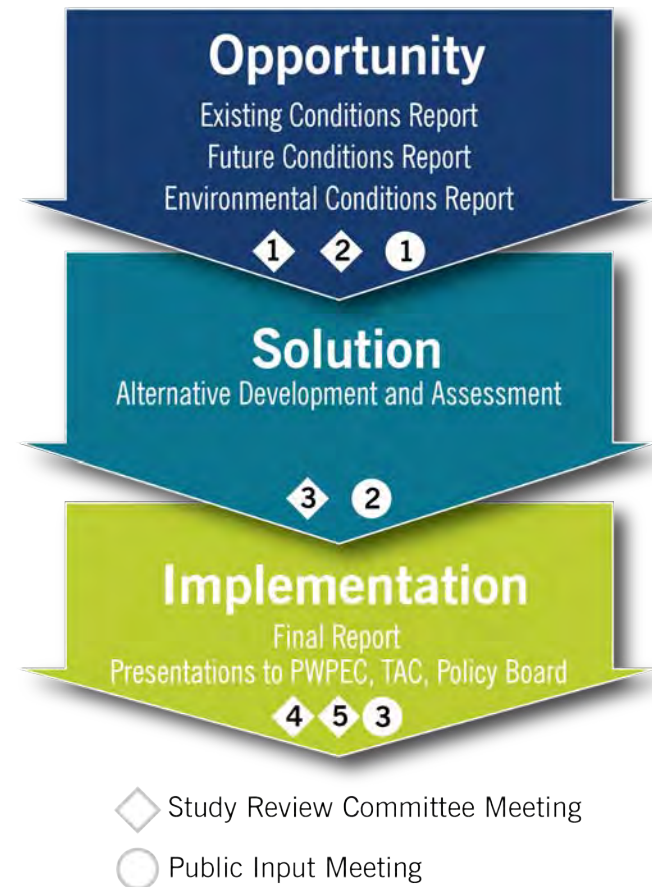 Opportunity
Existing Conditions Report
Future Conditions Report
Environmental Conditions Report
1 2 1
Solution
Alternative Development and Assessment
3 2
Implementation
Final Report
Presentations to PWPEC, TAC, Policy Board
4 5 3
Study Review Committee Meeting
Public Input Meeting